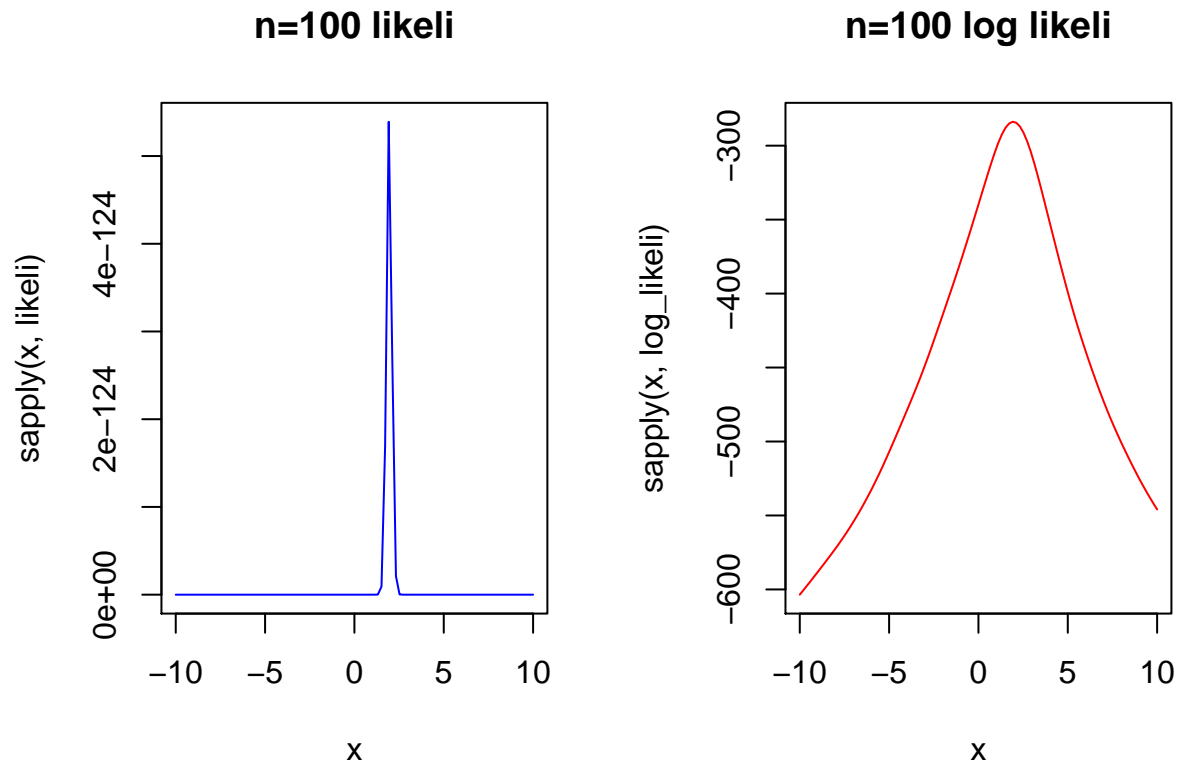 n=100 likeli
sapply(x, likeli)
4e−124
2e−124
0e+00
−10 −5 0 5 10
x
n=100 log likeli
sapply(x, log_likeli)
−300
−400
−500
−600
−10 −5 0 5 10
x